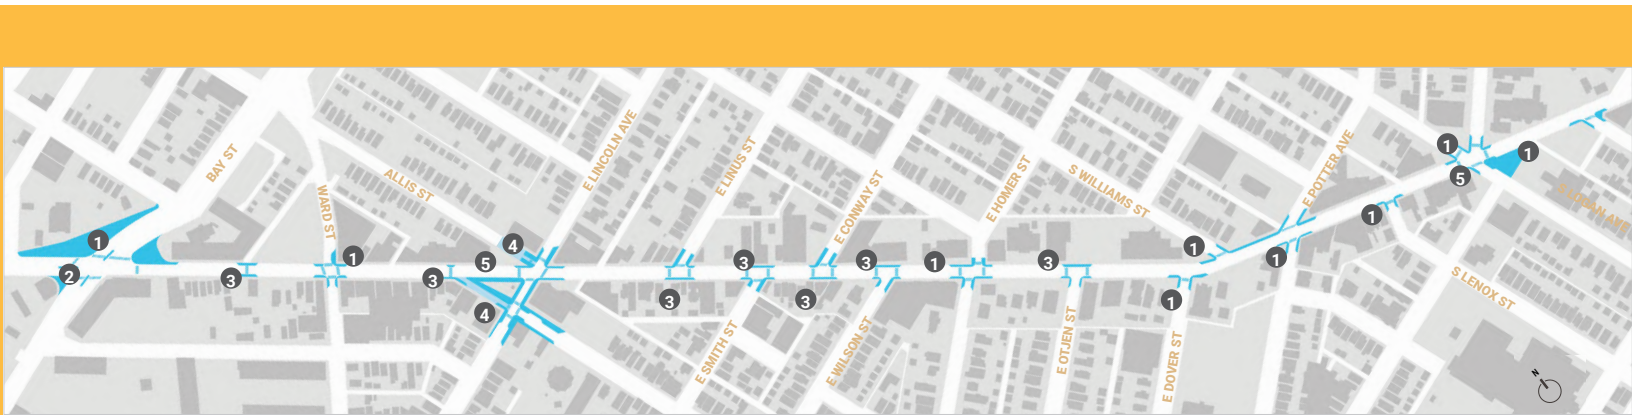 BAY ST
WARD ST
ALLIS ST
E LINCOLN AVE
E LINUS ST
E CONWAY ST
E HOMER ST
S WILLIAMS ST
E POTTER AVE
S LENOX ST
E SMITH ST
E WILSON ST
E OTJEN ST
E DOVER ST
1
2
3
1
3
5
4
4
3
3
3
3
1
3
1
1
1
1
1
5
1
N